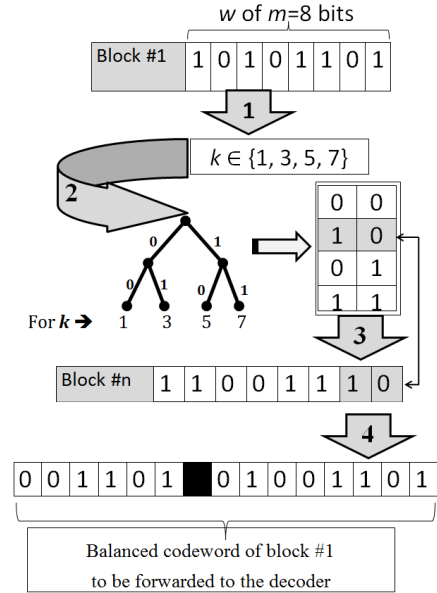 w of m=8 bits
Block #1 1 0 1 0 1 1 0 1
1
k ∈ {1, 3, 5, 7}
2
0 1
0 1 0 1
For k ➔ 1 3 5 7
0 0
1 0
0 1
1 1
3
Block #n 1 1 0 0 1 1 1 0
4
0 0 1 1 0 1 0 1 0 0 1 1 0 1
Balanced codeword of block #1
to be forwarded to the decoder